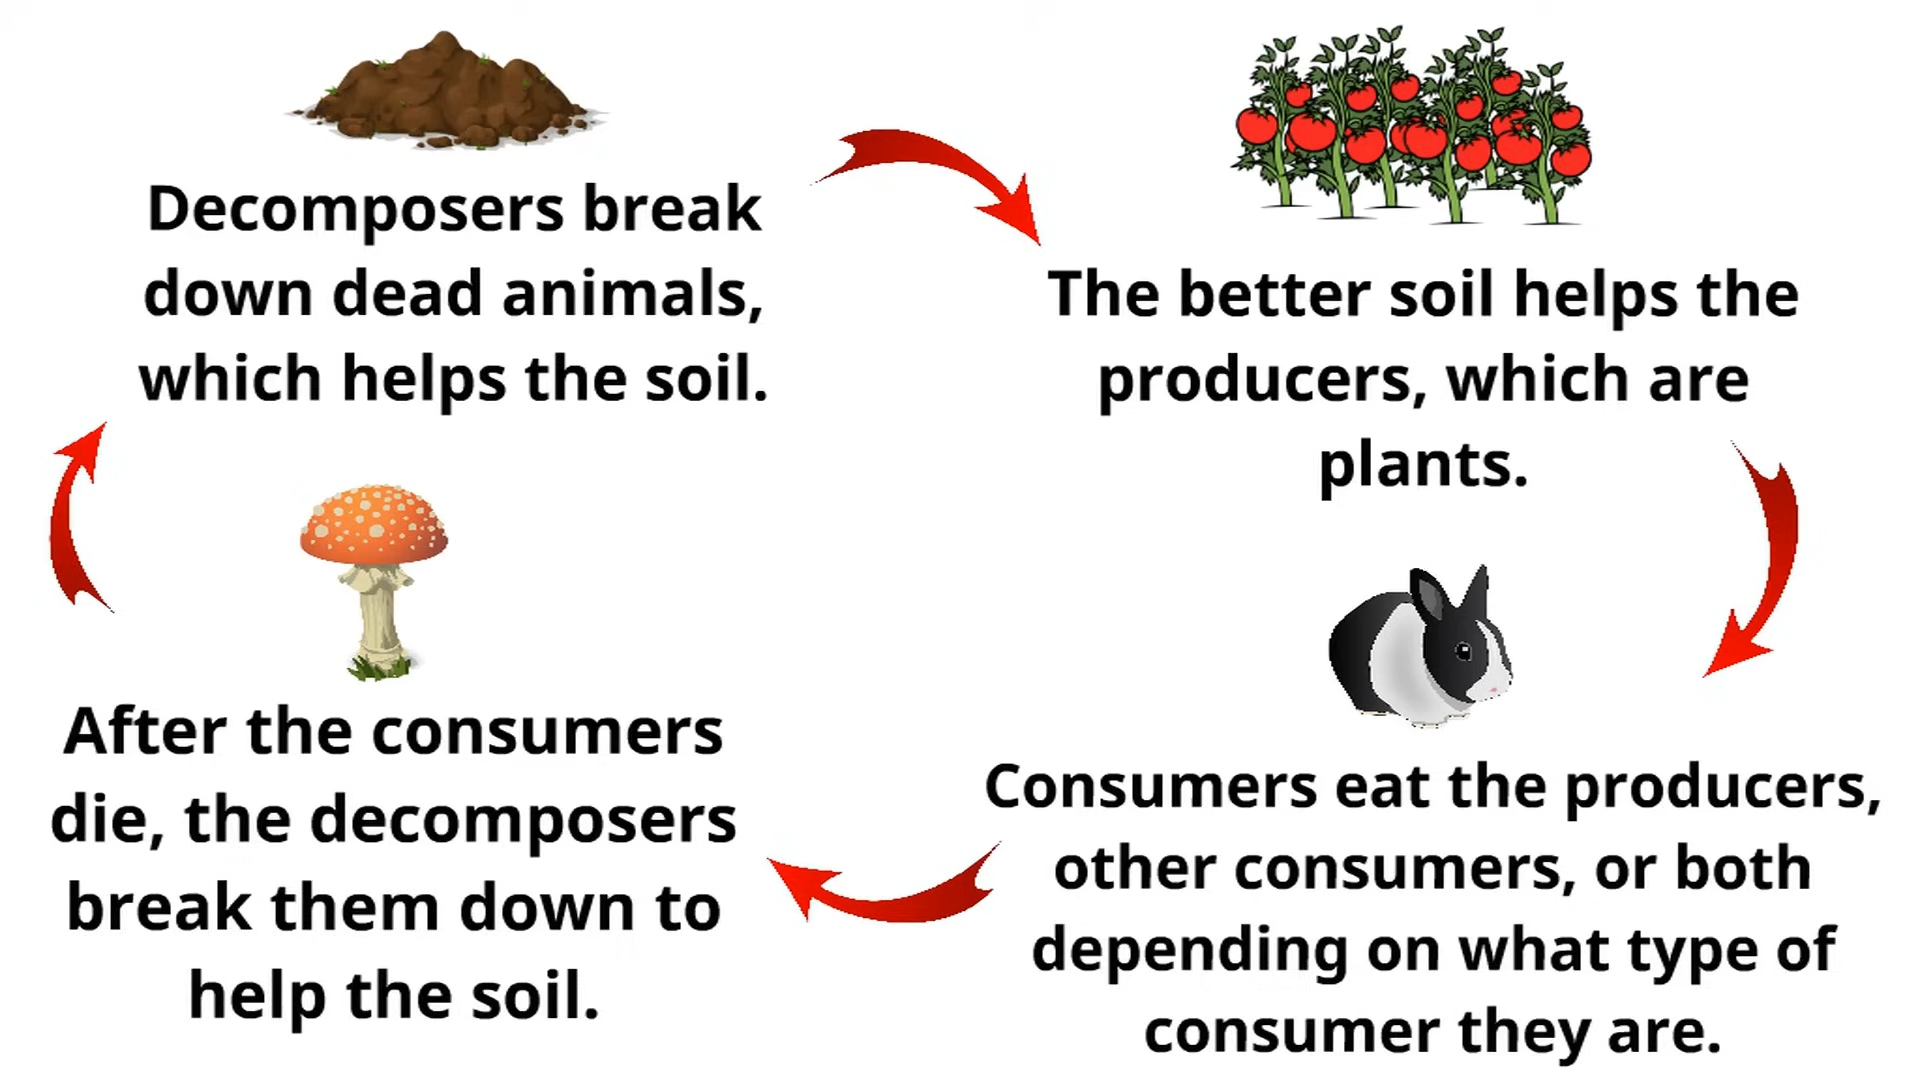 Decomposers break
down dead animals,
which helps the soil.
The better soil helps the
producers, which are
plants.
Consumers eat the producers,
other consumers, or both
depending on what type of
consumer they are.
After the consumers
die, the decomposers
break them down to
help the soil.